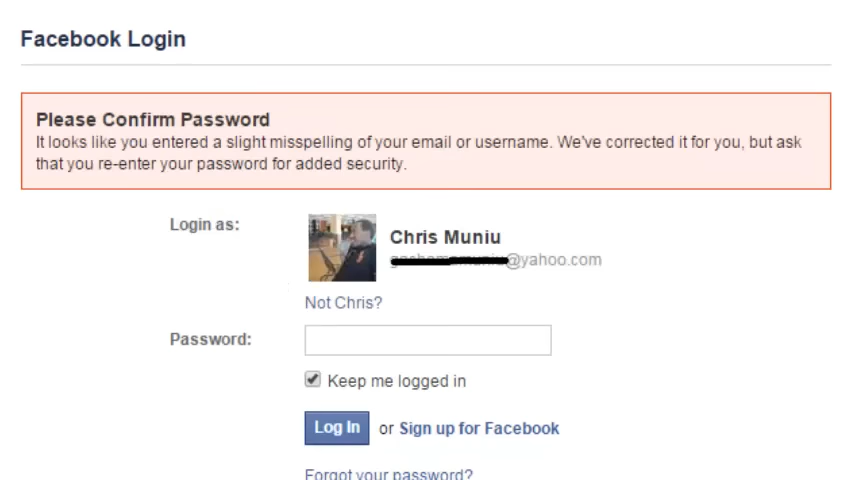 Facebook Login
Please Confirm Password
It looks like you entered a slight misspelling of your email or username. We've corrected it for you, but ask
that you re-enter your password for added security.
Login as:
Chris Muniu
@yahoo.com
Not Chris?
Password:
Keep me logged in
Log In or Sign up for Facebook
Forgot your password?